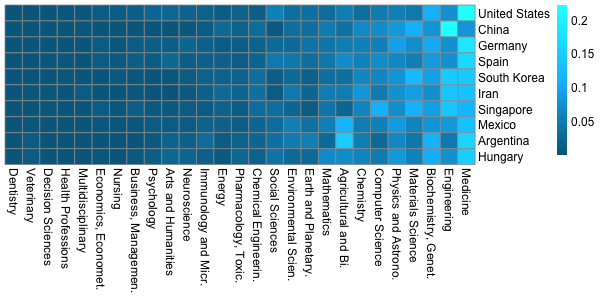 United States
China
Germany
Spain
South Korea
Iran
Singapore
Mexico
Argentina
Hungary
0.2
0.15
0.1
0.05
Dentistry
Veterinary
Decision Sciences
Health Professions
Multdisciplinary
Economics, Economet.
Nursing
Business, Managemen.
Psychology
Arts and Humanities
Neuroscience
Immunology and Micr.
Energy
Pharmacology, Toxic.
Chemical Engineerin.
Social Sciences
Environmental Scien.
Earth and Planetary.
Mathematics
Agricultural and Bi.
Chemistry
Computer Science
Physics and Astrono.
Materials Science
Biochemistry, Genet.
Engineering
Medicine